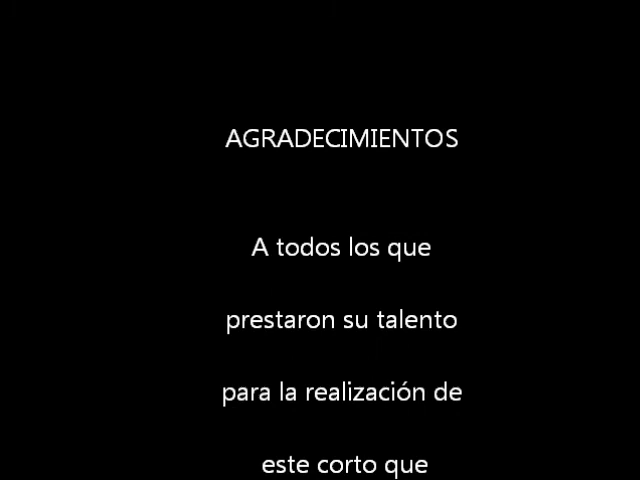 AGRADECIMIENTOS
A todos los que
prestaron su talento
para la realización de
este corto que